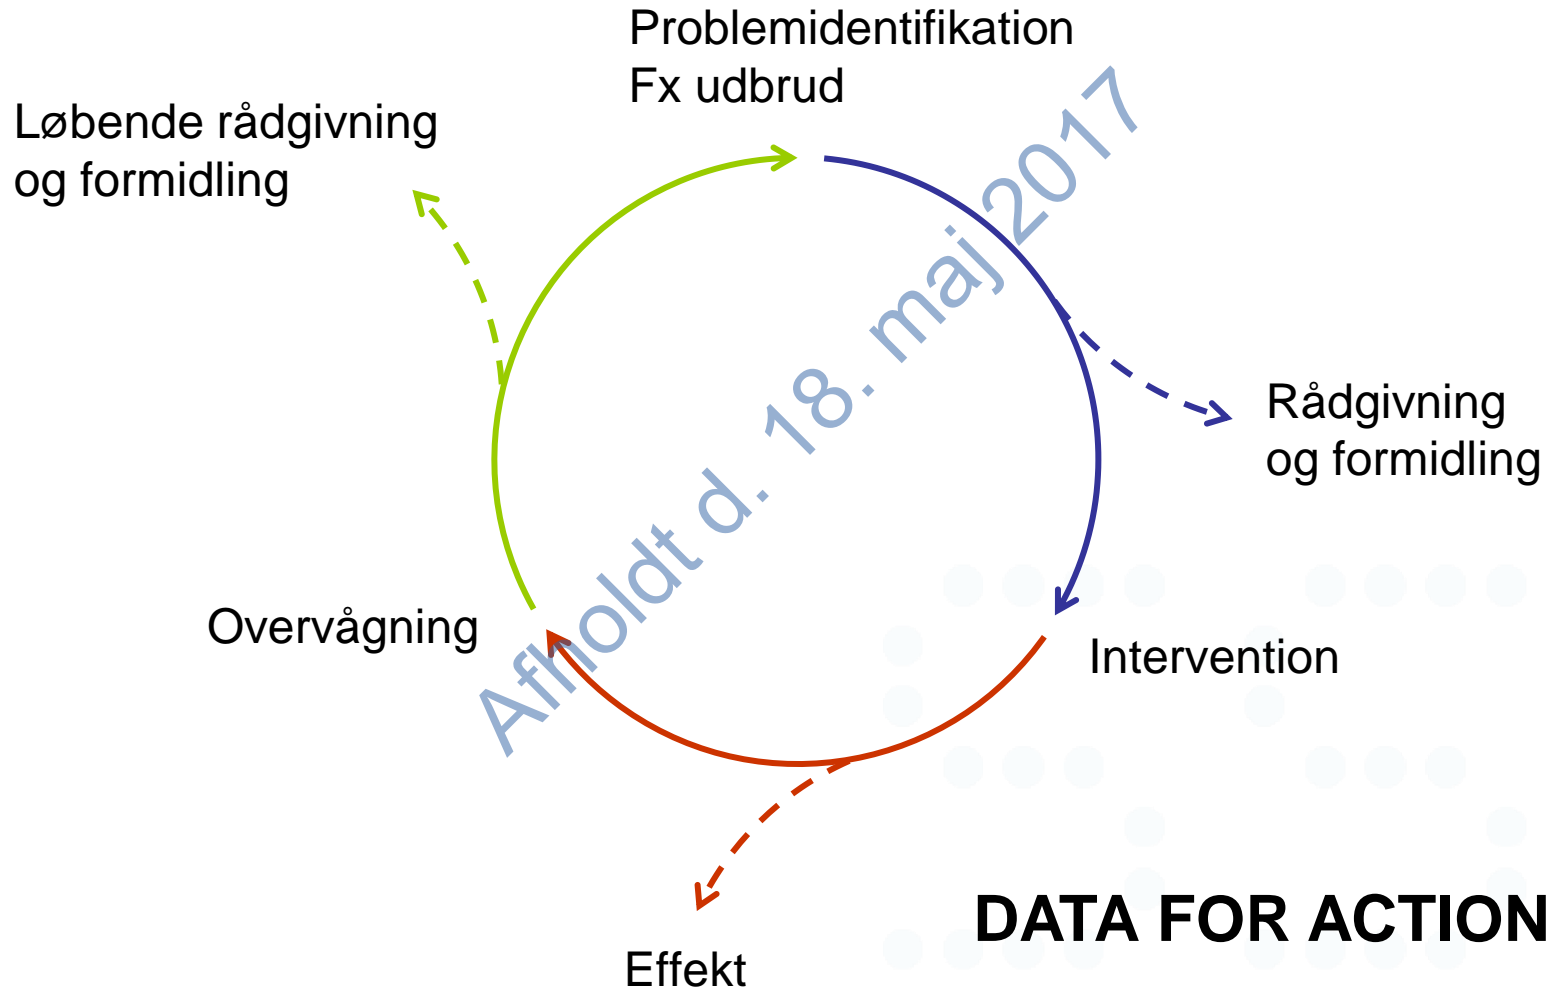 Problemidentifikation
Fx udbrud
Løbende rådgivning
og formidling
Rådgivning
og formidling
Overvågning
Intervention
Effekt
DATA FOR ACTION
Afholdt d. 18. maj 2017